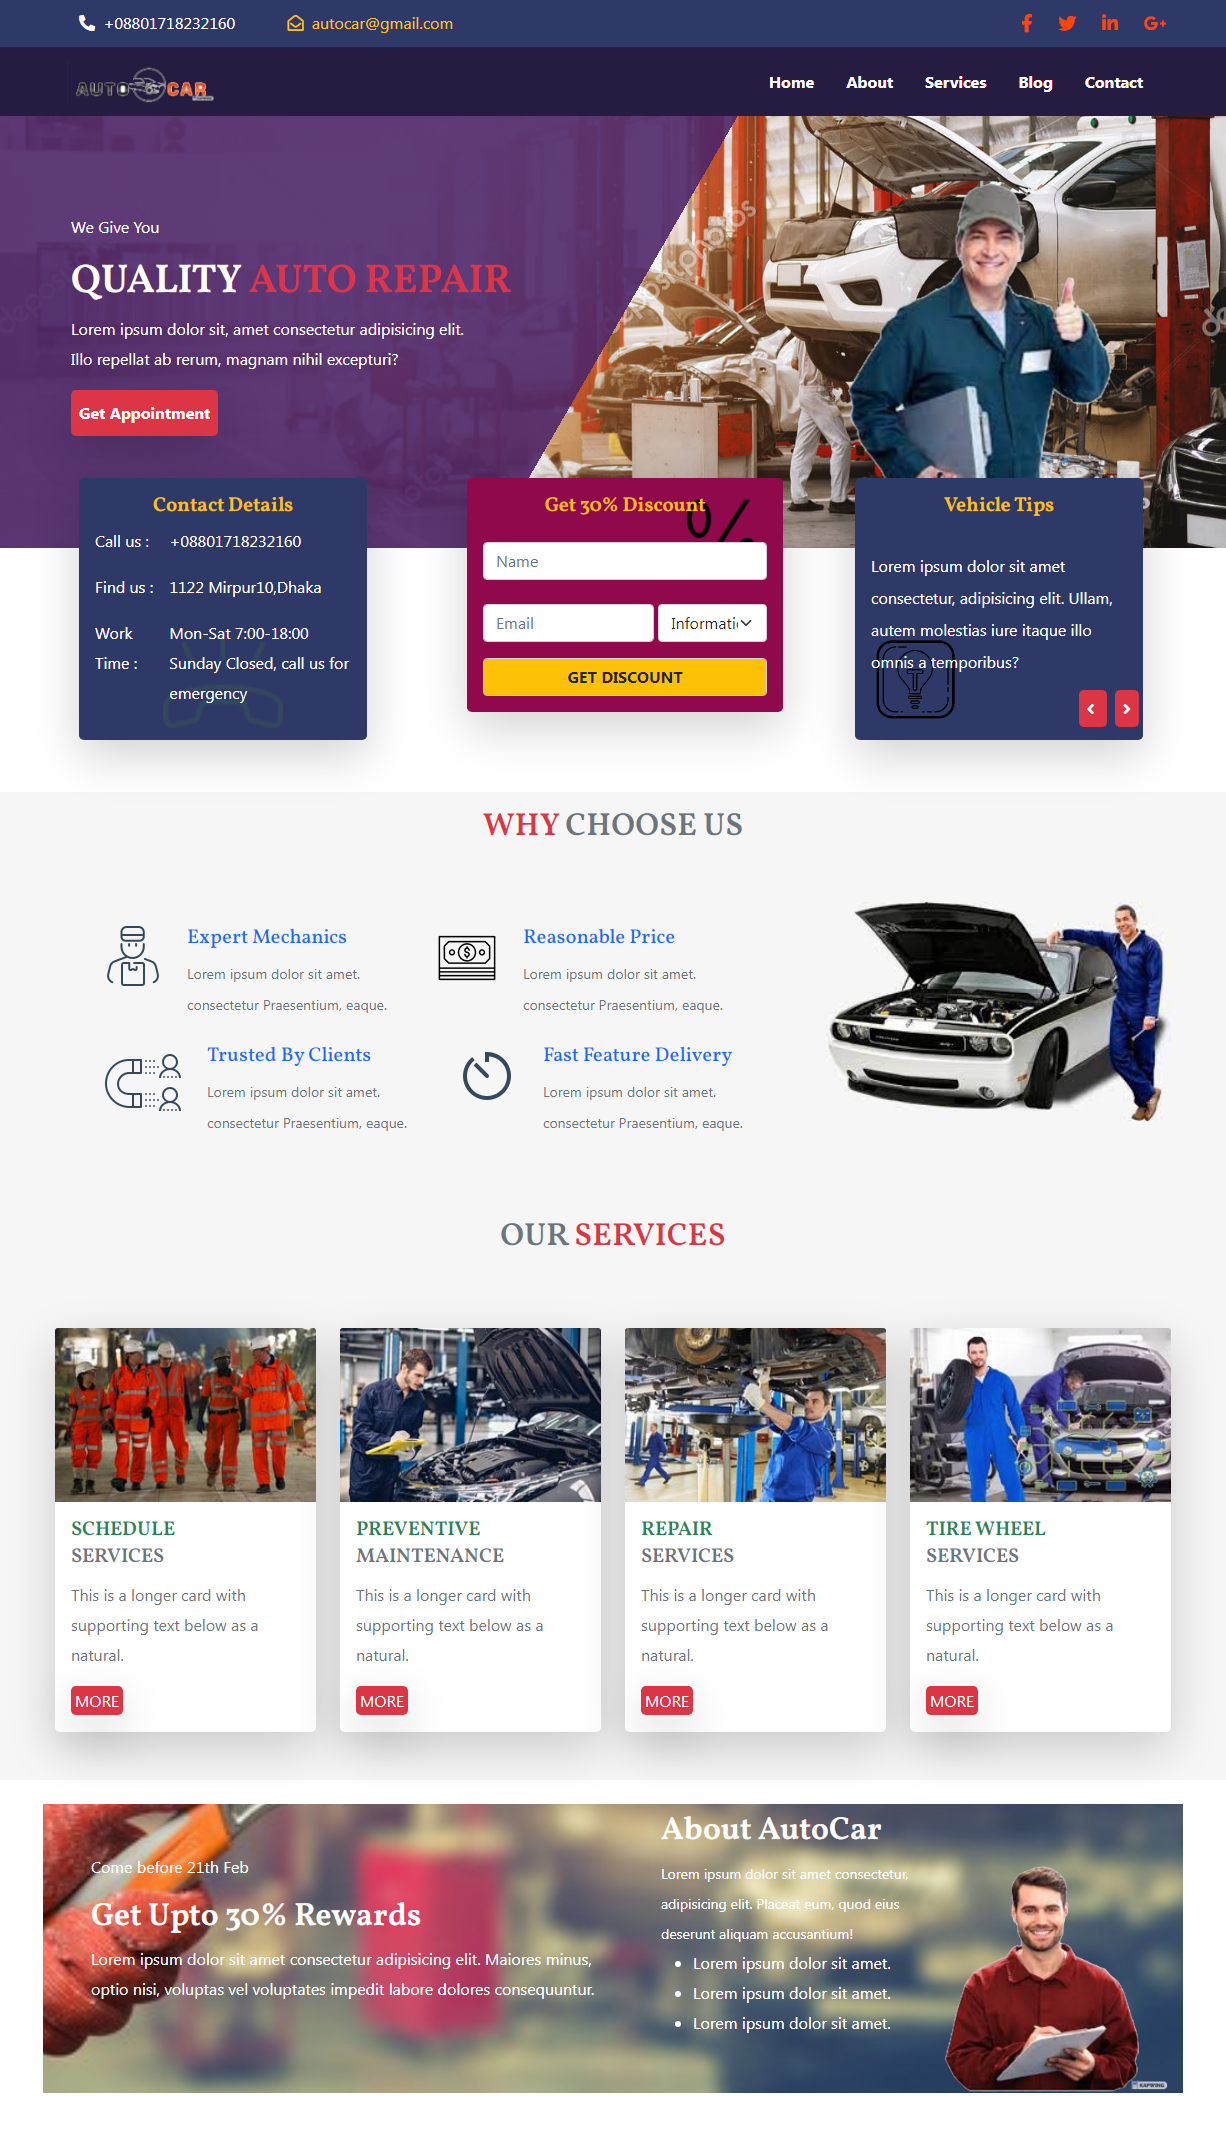 +08801718232160 autocar@gmail.com
AUTO CAR
Home About Services Blog Contact
We Give You
QUALITY AUTO REPAIR
Lorem ipsum dolor sit, amet consectetur adipisicing elit.
Illo repellat ab rerum, magnam nihil excepturi?
Get Appointment
depositphotos
Contact Details
Call us : +08801718232160
Find us : 1122 Mirpur10,Dhaka
Work Mon-Sat 7:00-18:00
Time : Sunday Closed, call us for
emergency
Get 30% Discount
%
Name
Email Informatio
GET DISCOUNT
Vehicle Tips
Lorem ipsum dolor sit amet
consectetur, adipisicing elit. Ullam,
autem molestias iure itaque illo
omnis a temporibus?
WHY CHOOSE US
Expert Mechanics
Lorem ipsum dolor sit amet.
consectetur Praesentium, eaque.
Reasonable Price
Lorem ipsum dolor sit amet.
consectetur Praesentium, eaque.
Trusted By Clients
Lorem ipsum dolor sit amet.
consectetur Praesentium, eaque.
Fast Feature Delivery
Lorem ipsum dolor sit amet.
consectetur Praesentium, eaque.
OUR SERVICES
SCHEDULE
SERVICES
This is a longer card with
supporting text below as a
natural.
MORE
PREVENTIVE
MAINTENANCE
This is a longer card with
supporting text below as a
natural.
MORE
REPAIR
SERVICES
This is a longer card with
supporting text below as a
natural.
MORE
TIRE WHEEL
SERVICES
This is a longer card with
supporting text below as a
natural.
MORE
Come before 21th Feb
Get Upto 30% Rewards
Lorem ipsum dolor sit amet consectetur adipisicing elit. Maiores minus,
optio nisi, voluptas vel voluptates impedit labore dolores consequuntur.
About AutoCar
Lorem ipsum dolor sit amet consectetur,
adipisicing elit. Placeat eum, quod eius
deserunt aliquam accusantium!
Lorem ipsum dolor sit amet.
Lorem ipsum dolor sit amet.
Lorem ipsum dolor sit amet.
KAPWING